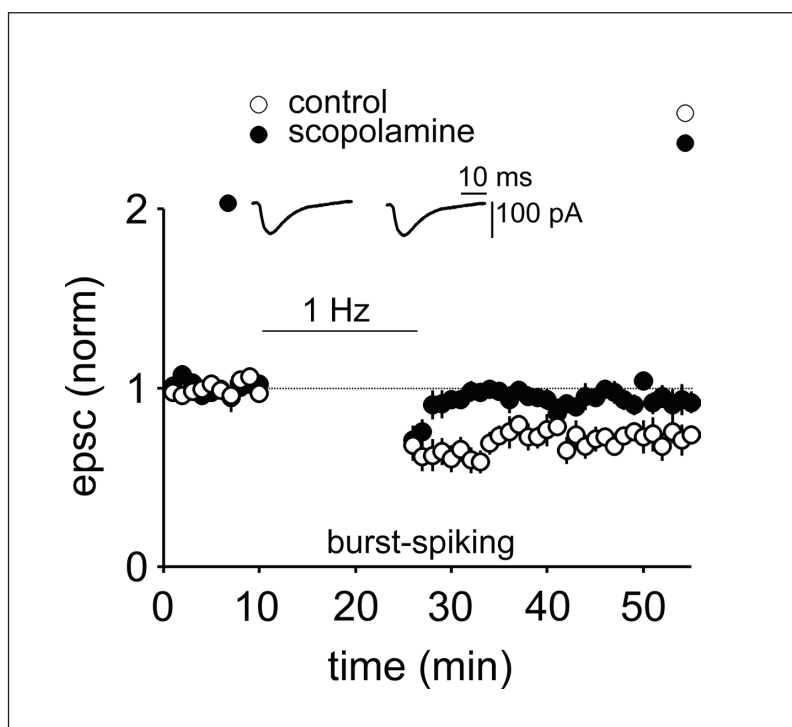 control
scopolamine
10 ms
100 pA
2
1 Hz
1
epsc (norm)
burst-spiking
0
0 10 20 30 40 50
time (min)